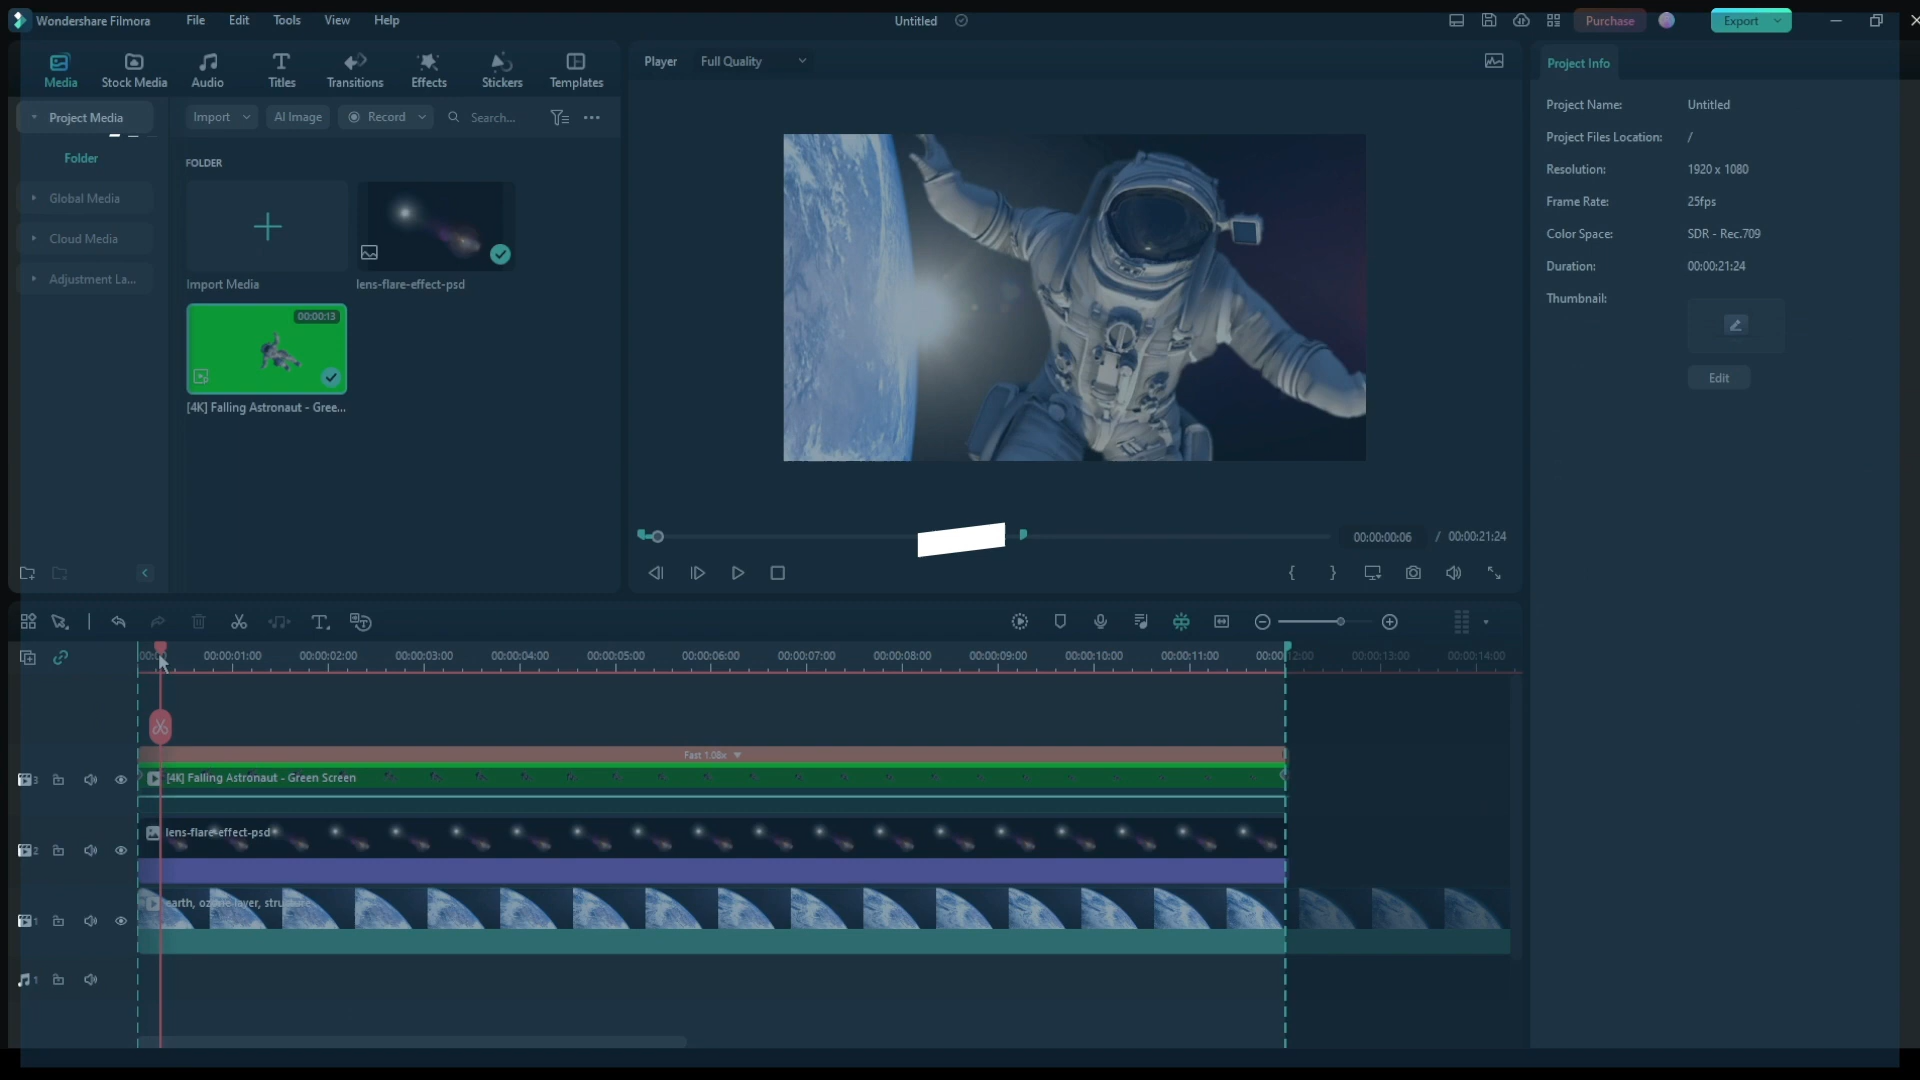 Wondershare Filmora File Edit Tools View Help Untitled Purchase Export
Media Stock Media Audio Titles Transitions Effects Stickers Templates
Player Full Quality
Project Info
Project Media
Import AI Image Record Search...
Folder
Global Media
Cloud Media
Adjustment La...
FOLDER
Import Media lens-flare-effect-psd
00:00:13
[4K] Falling Astronaut - Gree...
Project Name: Untitled
Project Files Location: /
Resolution: 1920 x 1080
Frame Rate: 25fps
Color Space: SDR - Rec.709
Duration: 00:00:21:24
Thumbnail:
Edit
00:00:00:06 / 00:00:21:24
00:00 00:00:01:00 00:00:02:00 00:00:03:00 00:00:04:00 00:00:05:00 00:00:06:00 00:00:07:00 00:00:08:00 00:00:09:00 00:00:10:00 00:00:11:00 00:00:12:00 00:00:13:00 00:00:14:00
Fast 1.08x
3 [4K] Falling Astronaut - Green Screen
lens-flare-effect-psd
2
earth, ozone layer, structure
1
1